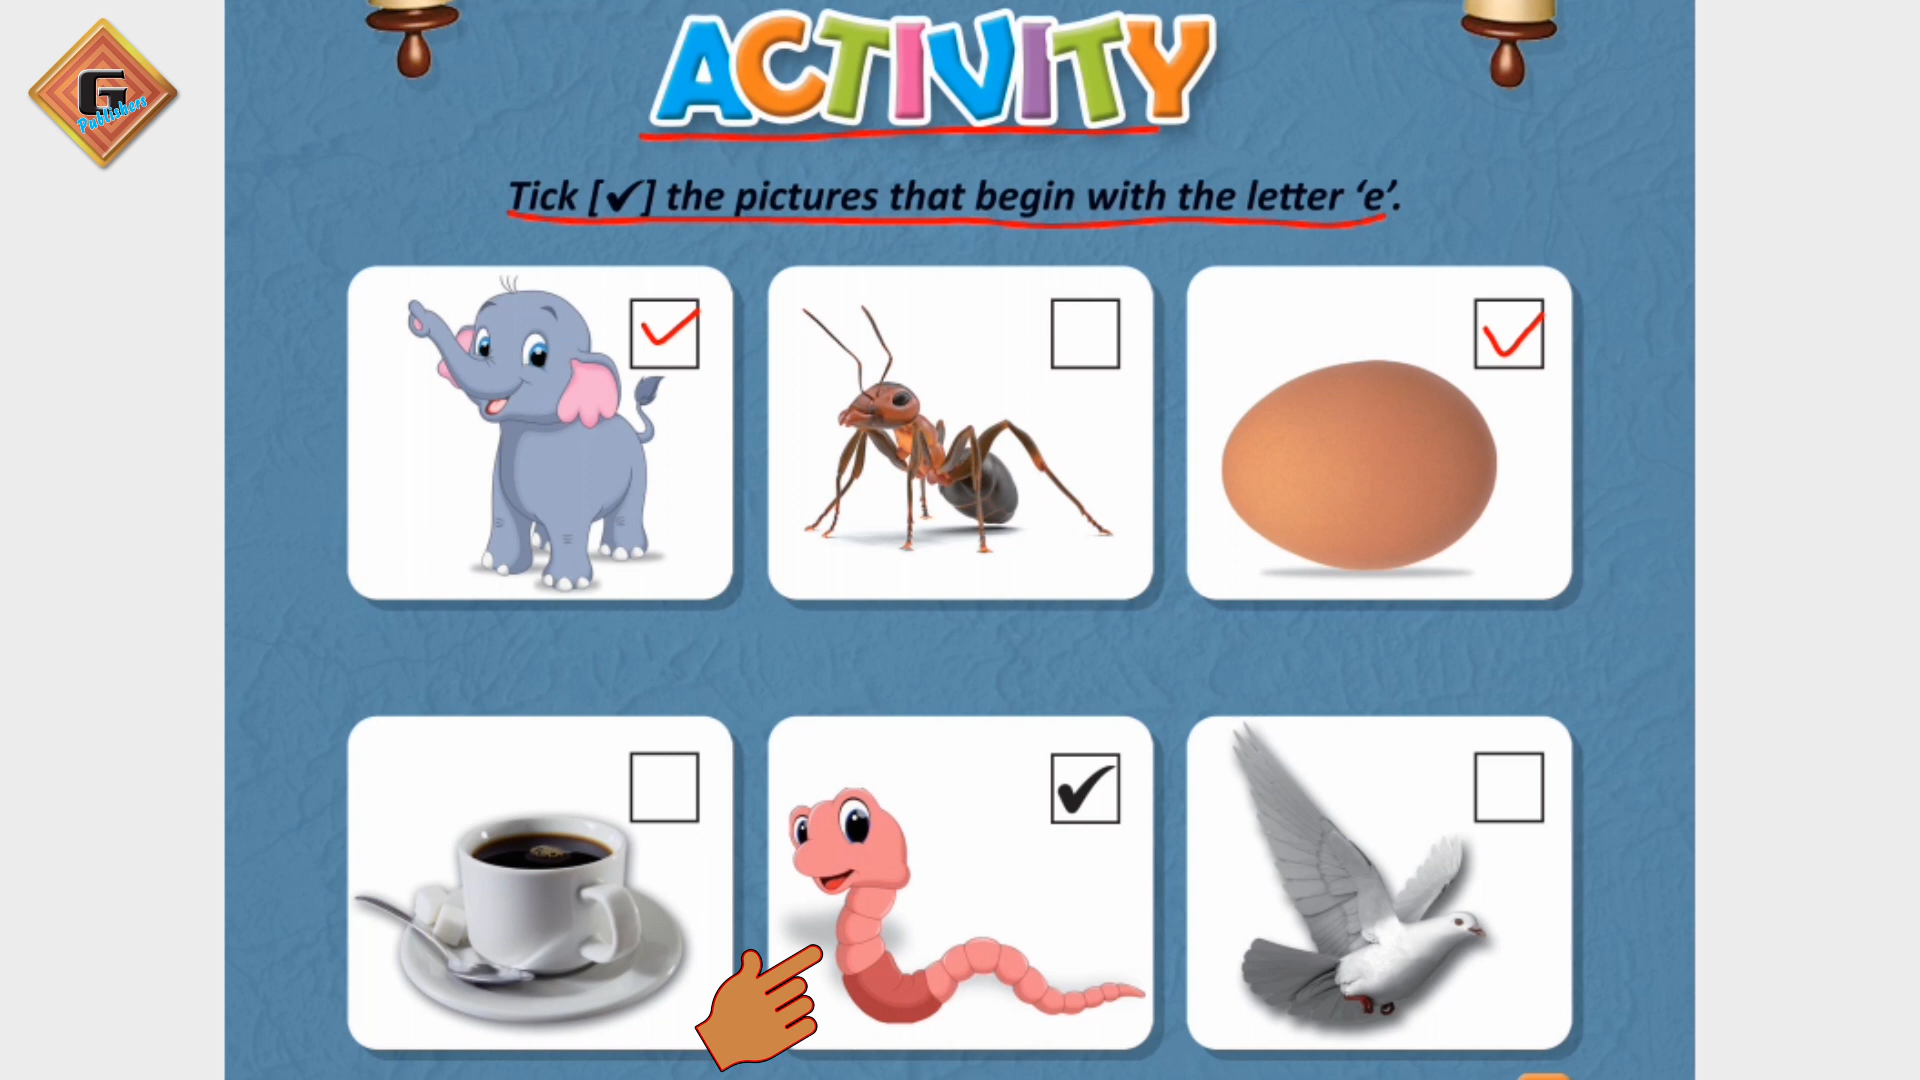 G
Publishers
ACTIVITY
Tick [✔] the pictures that begin with the letter ‘e’.